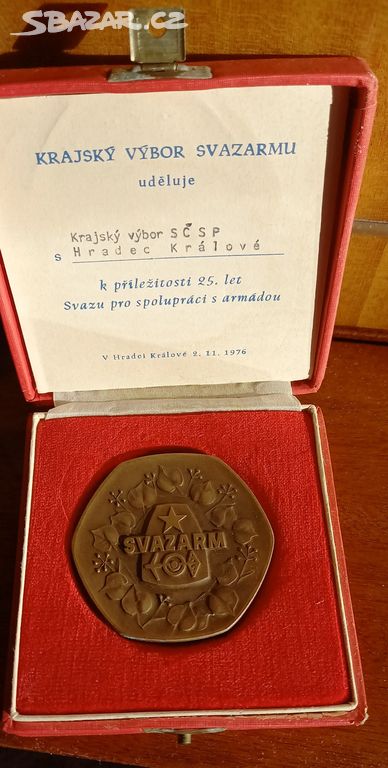 SBAZAR.CZ
KRAJSKÝ VÝBOR SVAZARMU
uděluje
Krajský výbor SČSP
s Hradec Králové
k příležitosti 25. let
Svazu pro spolupráci s armádou
V Hradci Králové 2. 11. 1976
SVAZARM